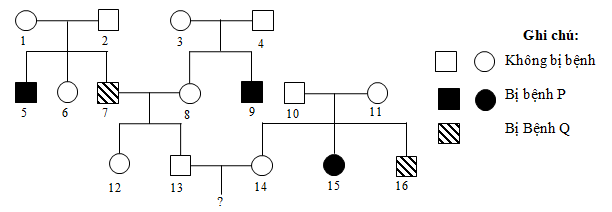 1 2 3 4
Ghi chú:
Không bị bệnh
Bị bệnh P
Bị Bệnh Q
5 6 7 8 9 10 11
12 13 14 15 16
?